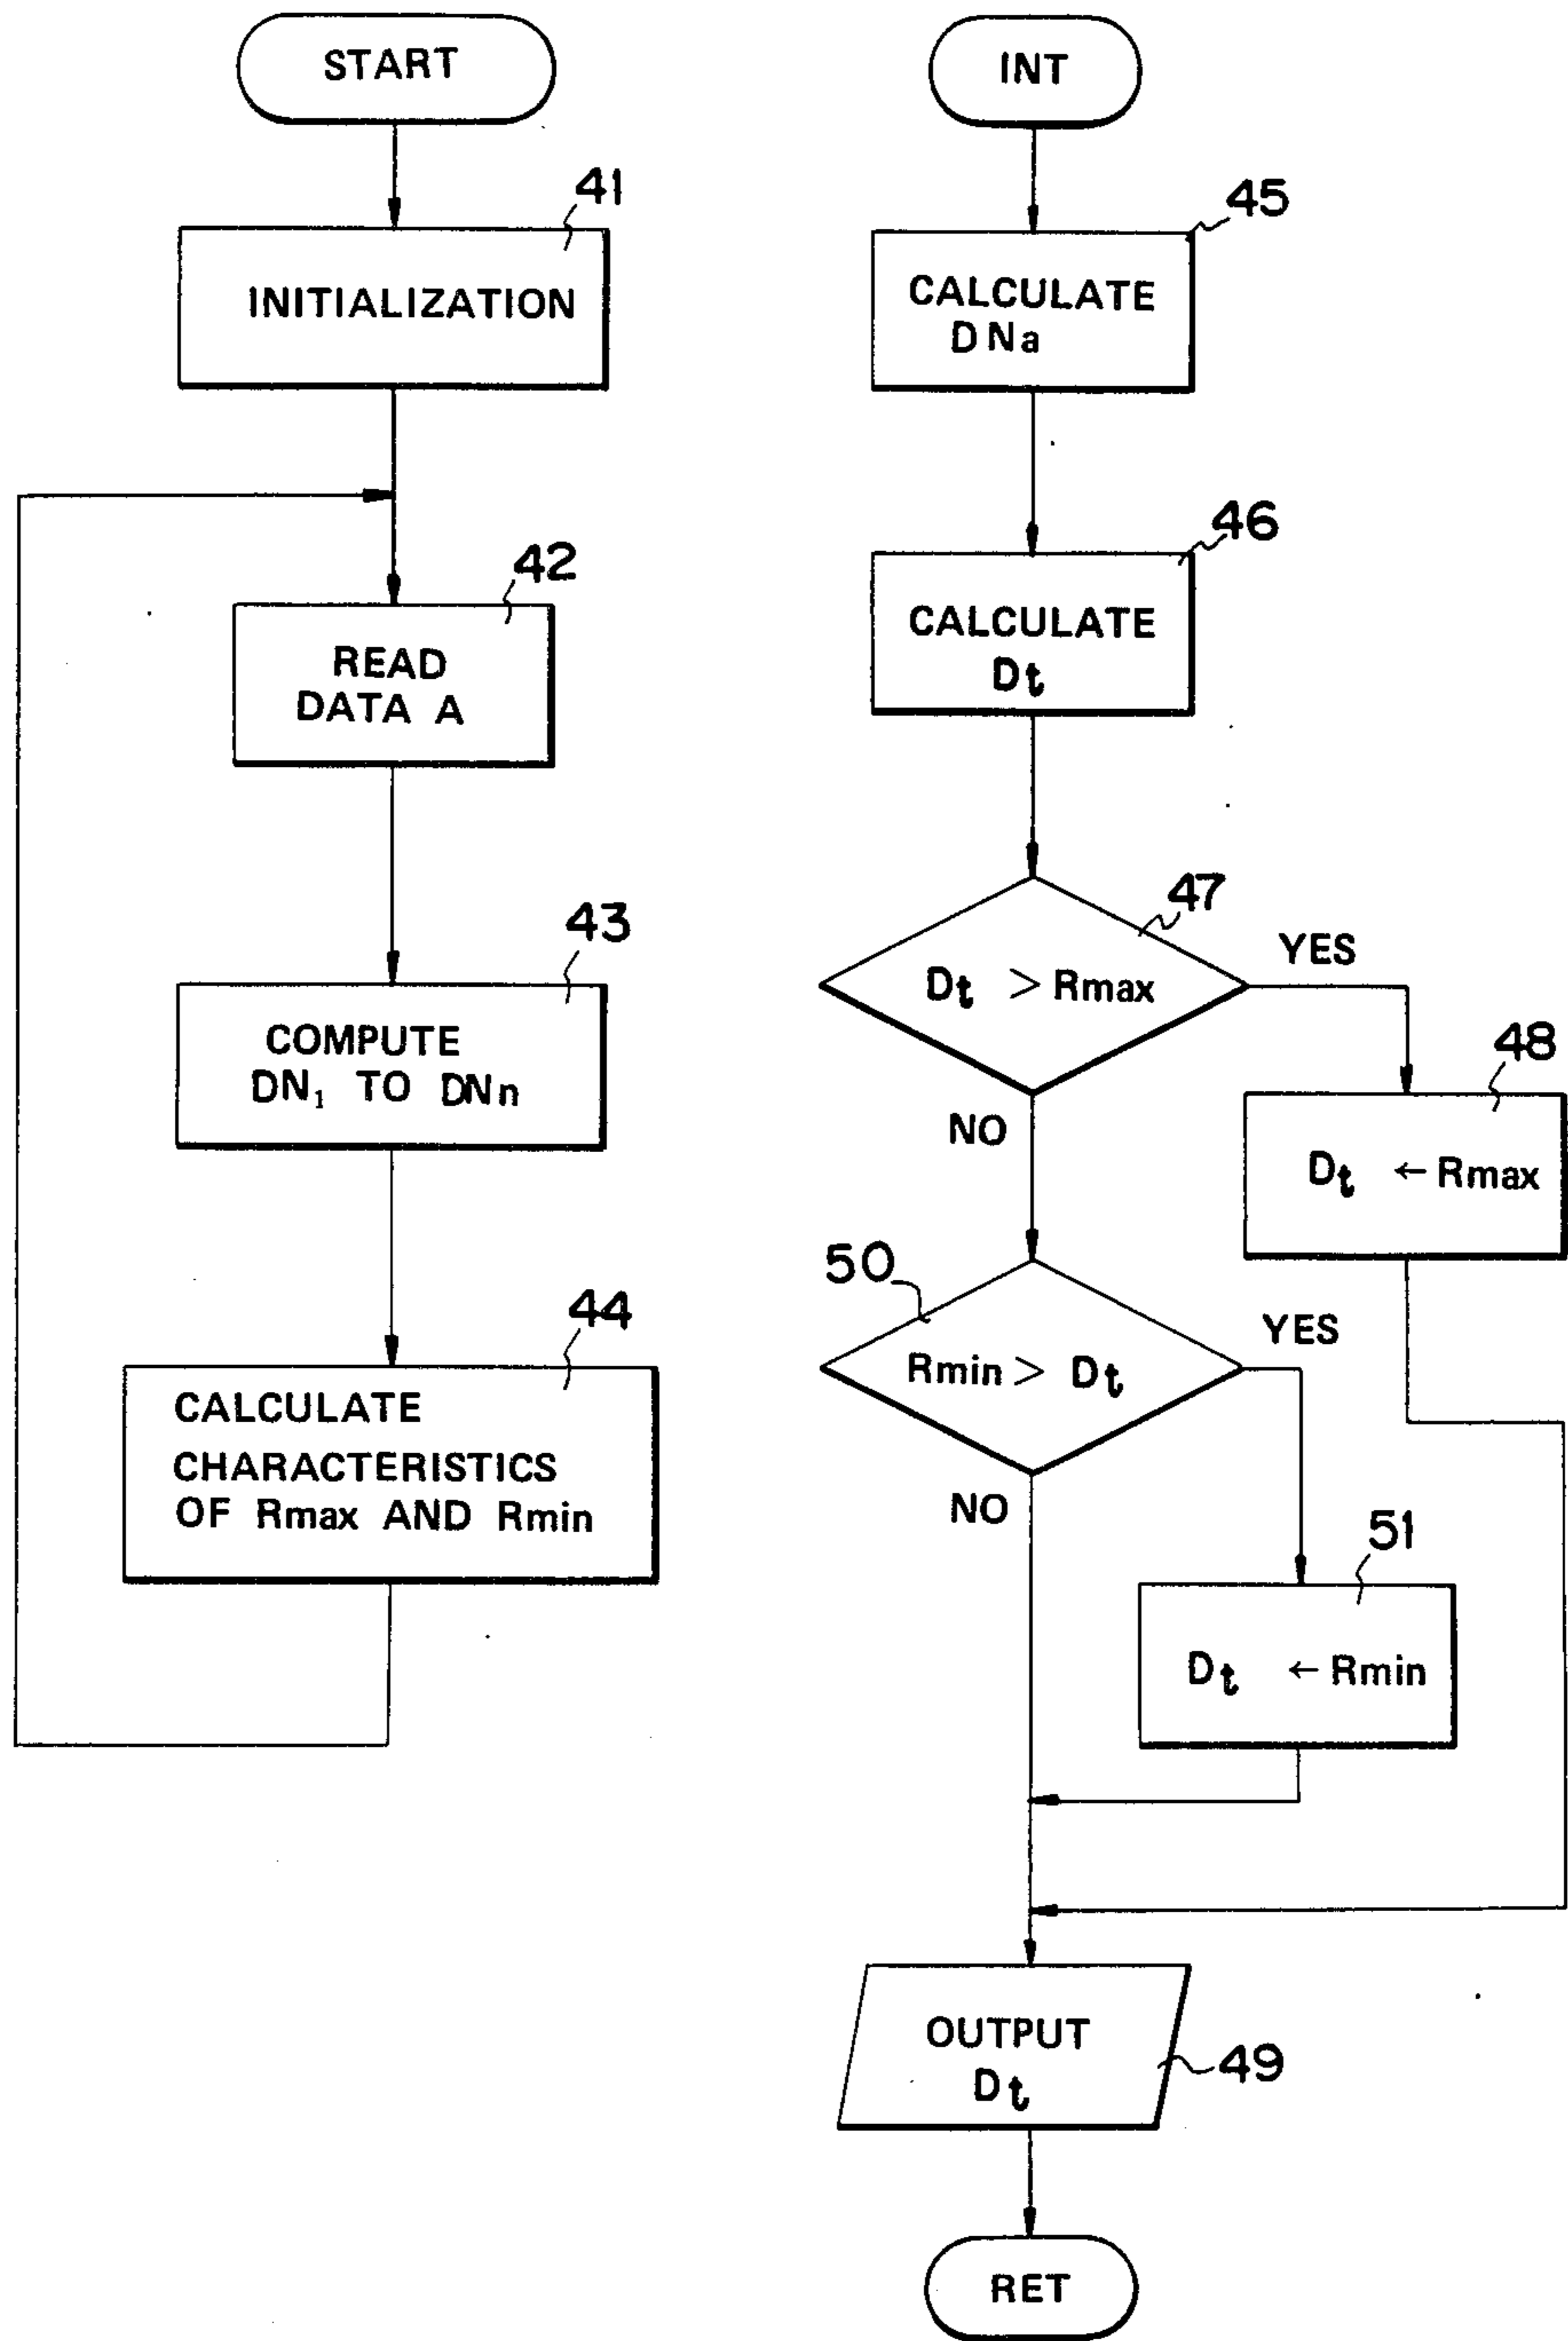 START
41
INITIALIZATION
42
READ
DATA A
43
COMPUTE
DN₁ TO DNn
44
CALCULATE
CHARACTERISTICS
OF Rmax AND Rmin
INT
45
CALCULATE
DNa
46
CALCULATE
Dt
47
Dt > Rmax
YES
NO
48
Dt ← Rmax
50
Rmin > Dt
YES
NO
51
Dt ← Rmin
OUTPUT
Dt
49
RET